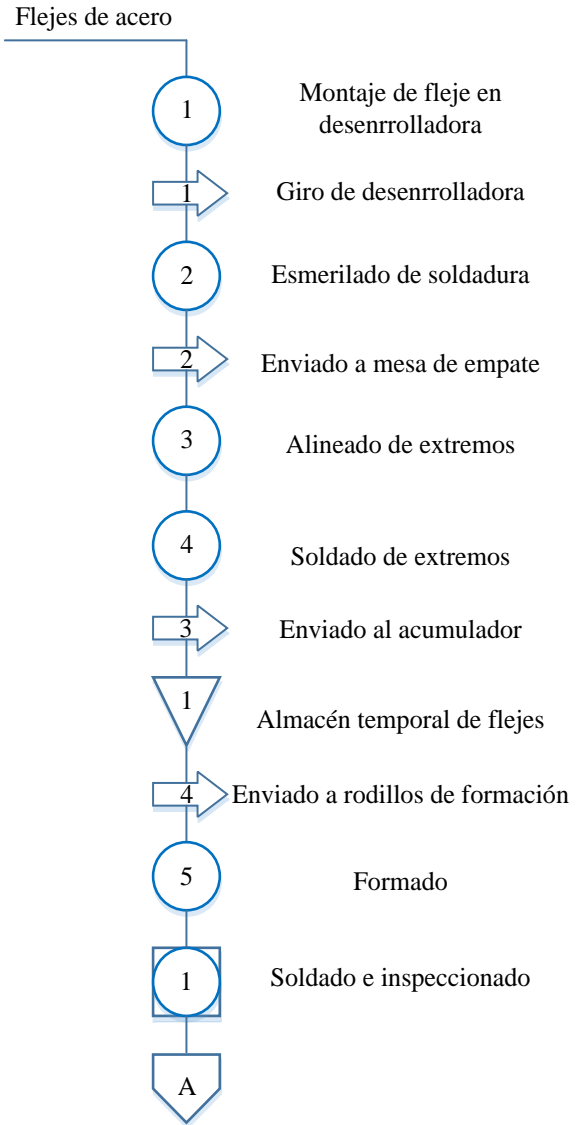 Flejes de acero
1
Montaje de fleje en
desenrrolladora
1
Giro de desenrrolladora
2
Esmerilado de soldadura
2
Enviado a mesa de empate
3
Alineado de extremos
4
Soldado de extremos
3
Enviado al acumulador
1
Almacén temporal de flejes
4
Enviado a rodillos de formación
5
Formado
1
Soldado e inspeccionado
A